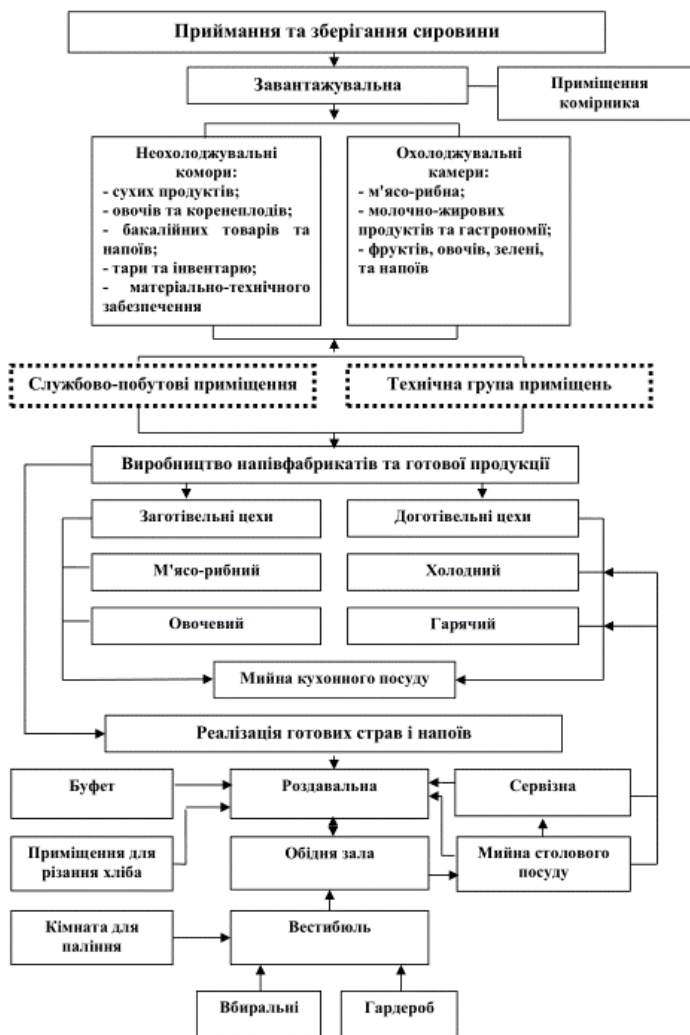 Приймання та зберігання сировини
Завантажувальна
Приміщення
комірника
Неохолоджувальні
комори:
- сухих продуктів;
- овочів та коренеплодів;
- бакалійних товарів та
напоїв;
- тари та інвентарю;
- матеріально-технічного
забезпечення
Охолоджувальні
камери:
- м'ясо-рибна;
- молочно-жирових
продуктів та гастрономії;
- фруктів, овочів, зелені,
та напоїв
Службово-побутові приміщення
Технічна група приміщень
Виробництво напівфабрикатів та готової продукції
Заготівельні цехи
Доготівельні цехи
М'ясо-рибний
Холодний
Овочевий
Гарячий
Мийна кухонного посуду
Реалізація готових страв і напоїв
Буфет
Роздавальна
Сервізна
Приміщення для
різання хліба
Обідня зала
Мийна столового
посуду
Кімната для
паління
Вестибюль
Вбиральні
Гардероб